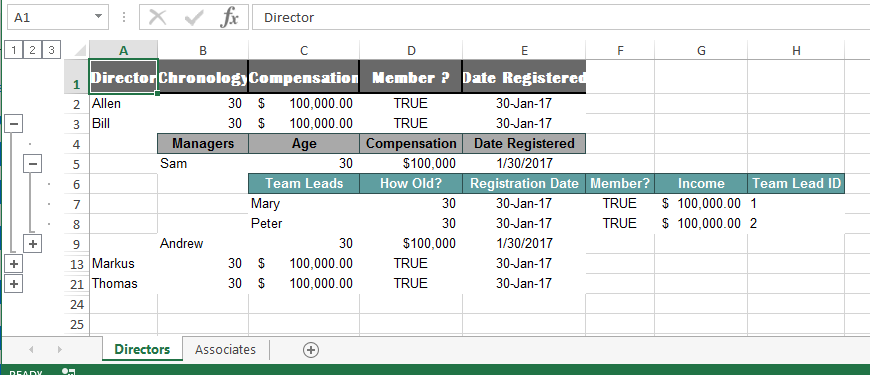 A1 fx Director
1 2 3 A B C D E F G H
1 Director Chronology Compensation Member ? Date Registered
2 Allen 30 $ 100,000.00 TRUE 30-Jan-17
3 Bill 30 $ 100,000.00 TRUE 30-Jan-17
4 Managers Age Compensation Date Registered
5 Sam 30 $100,000 1/30/2017
6 Team Leads How Old? Registration Date Member? Income Team Lead ID
7 Mary 30 30-Jan-17 TRUE $ 100,000.00 1
8 Peter 30 30-Jan-17 TRUE $ 100,000.00 2
9 Andrew 30 $100,000 1/30/2017
13 Markus 30 $ 100,000.00 TRUE 30-Jan-17
21 Thomas 30 $ 100,000.00 TRUE 30-Jan-17
24
25
Directors Associates
READY